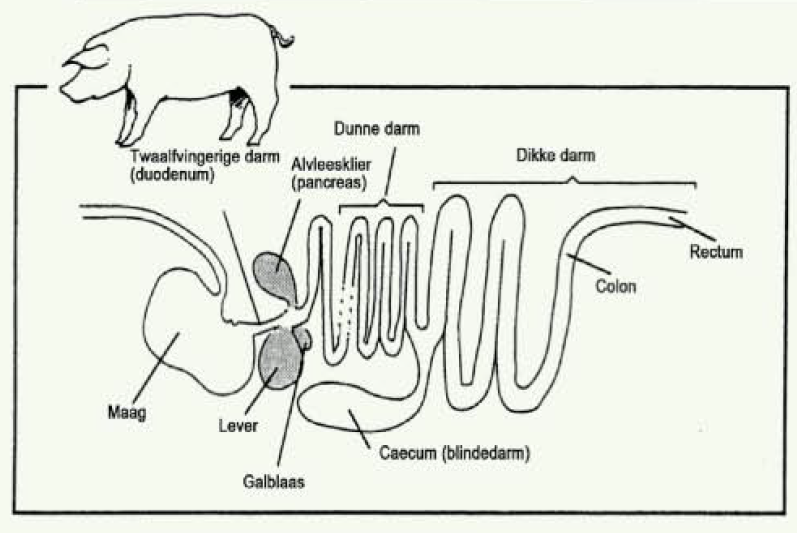 Dunne darm
Twaalfvingerige darm
(duodenum)
Alvleesklier
(pancreas)
Dikke darm
Rectum
Colon
Maag
Lever
Caecum (blindedarm)
Galblaas